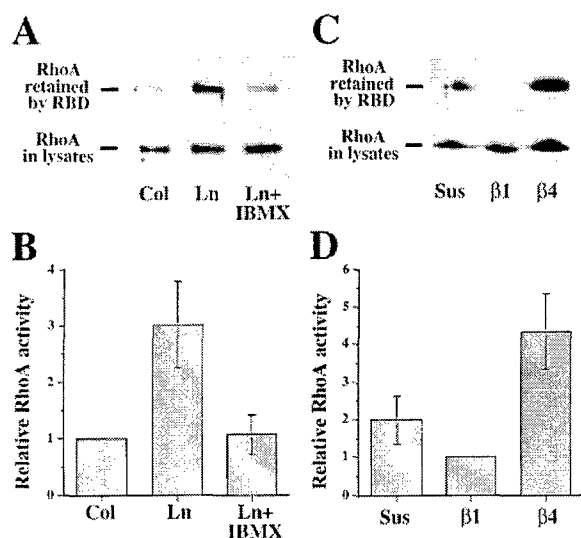 A
RhoA
retained
by RBD
RhoA
in lysates
Col Ln Ln+
IBMX
C
RhoA
retained
by RBD
RhoA
in lysates
Sus β1 β4
B
Relative RhoA activity
4
3
2
1
0
Col Ln Ln+
IBMX
D
Relative RhoA activity
6
5
4
3
2
1
0
Sus β1 β4